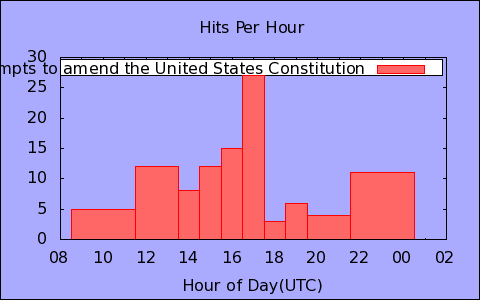 Hits Per Hour
mpts to amend the United States Constitution
30
25
20
15
10
5
0
08 10 12 14 16 18 20 22 00 02
Hour of Day(UTC)